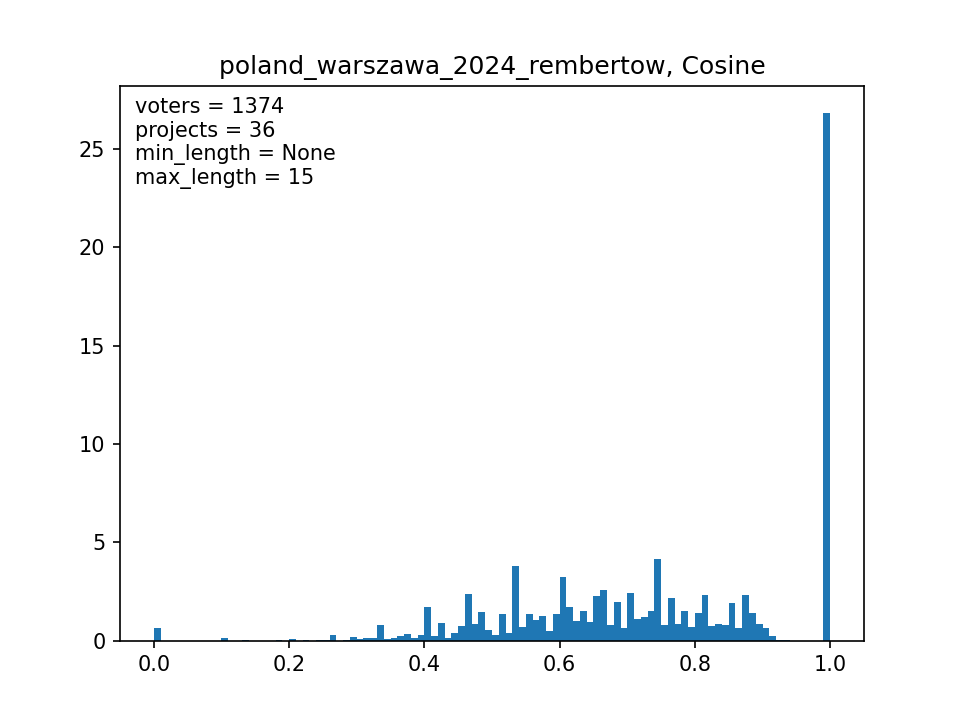 poland_warszawa_2024_rembertow, Cosine
voters = 1374
projects = 36
min_length = None
max_length = 15
25
20
15
10
5
0
0.0 0.2 0.4 0.6 0.8 1.0